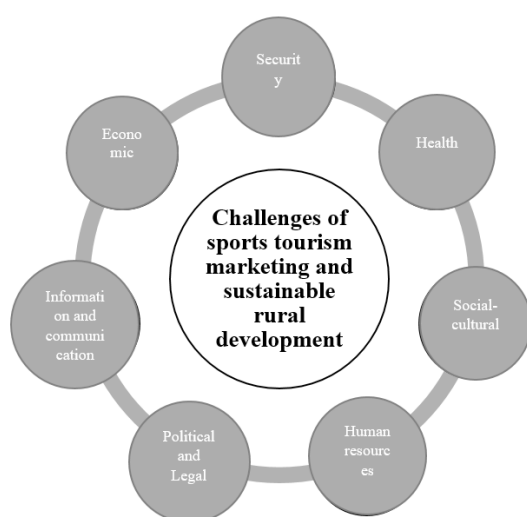 Securit
y
Health
Social-
cultural
Human
resourc
es
Political
and
Legal
Informati
on and
communi
cation
Econo
mic
Challenges of
sports tourism
marketing and
sustainable
rural
development